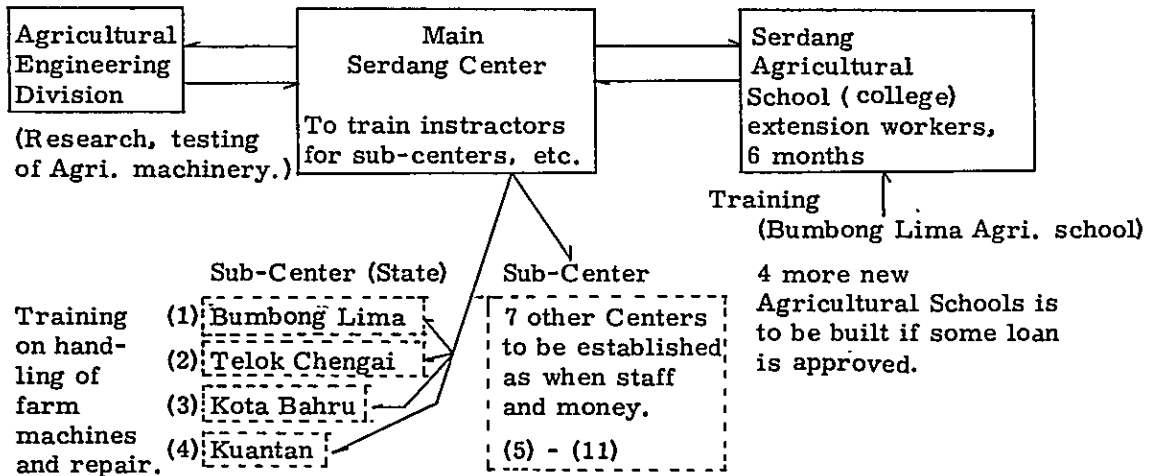 Agricultural
Engineering
Division
(Research, testing
of Agri. machinery.)
Main
Serdang Center
To train instractors
for sub-centers, etc.
Serdang
Agricultural
School (college)
extension workers,
6 months
Training
(Bumbong Lima Agri. school)
4 more new
Agricultural Schools is
to be built if some loan
is approved.
Sub-Center (State)
Training
on hand-
ling of
farm
machines
and repair.
(1) Bumbong Lima
(2) Telok Chengai
(3) Kota Bahru
(4) Kuantan
Sub-Center
7 other Centers
to be established
as when staff
and money.
(5) - (11)